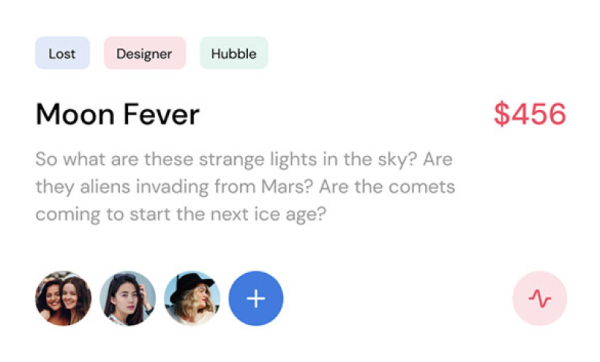 Lost Designer Hubble
Moon Fever $456
So what are these strange lights in the sky? Are
they aliens invading from Mars? Are the comets
coming to start the next ice age?